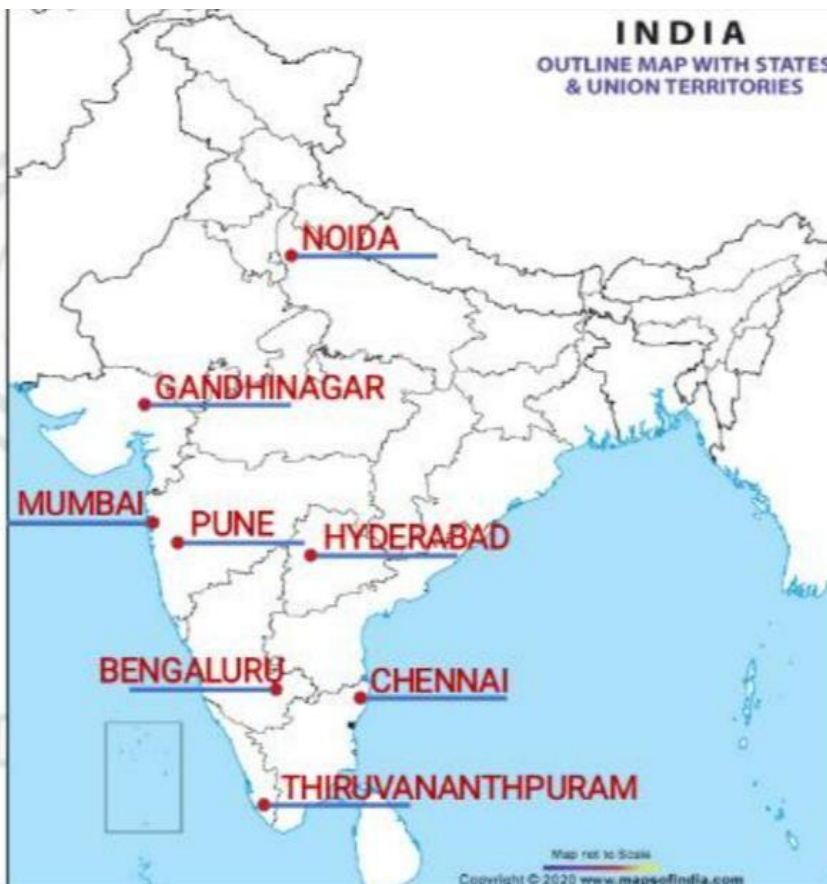 INDIA
OUTLINE MAP WITH STATES
& UNION TERRITORIES
NOIDA
GANDHINAGAR
MUMBAI
PUNE
HYDERABAD
BENGALURU
CHENNAI
THIRUVANANTHPURAM
Map not to Scale
Copyright © 2020 www.mapsofindia.com